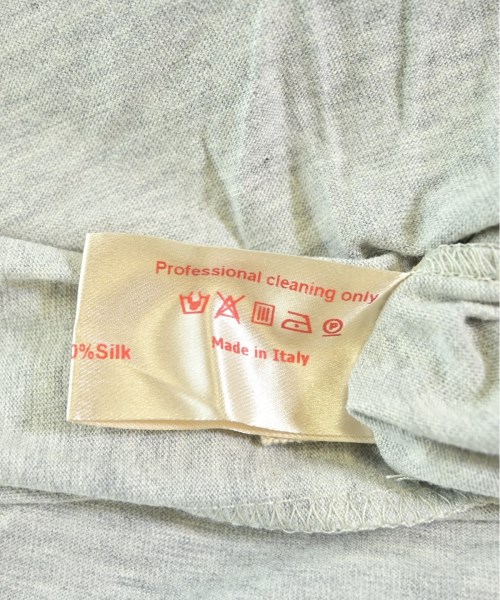 Professional cleaning only
0%Silk
Made in Italy